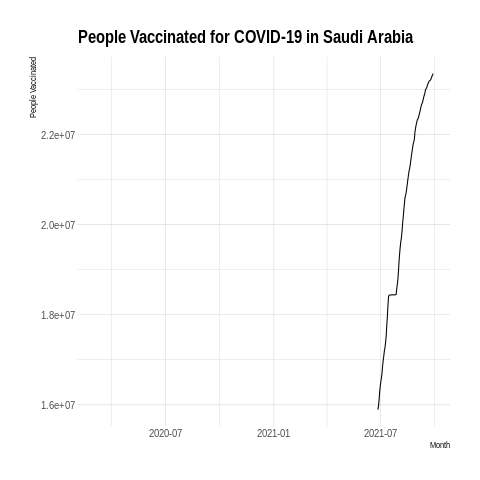 People Vaccinated for COVID-19 in Saudi Arabia
People Vaccinated
2.2e+07
2.0e+07
1.8e+07
1.6e+07
2020-07
2021-01
2021-07
Month